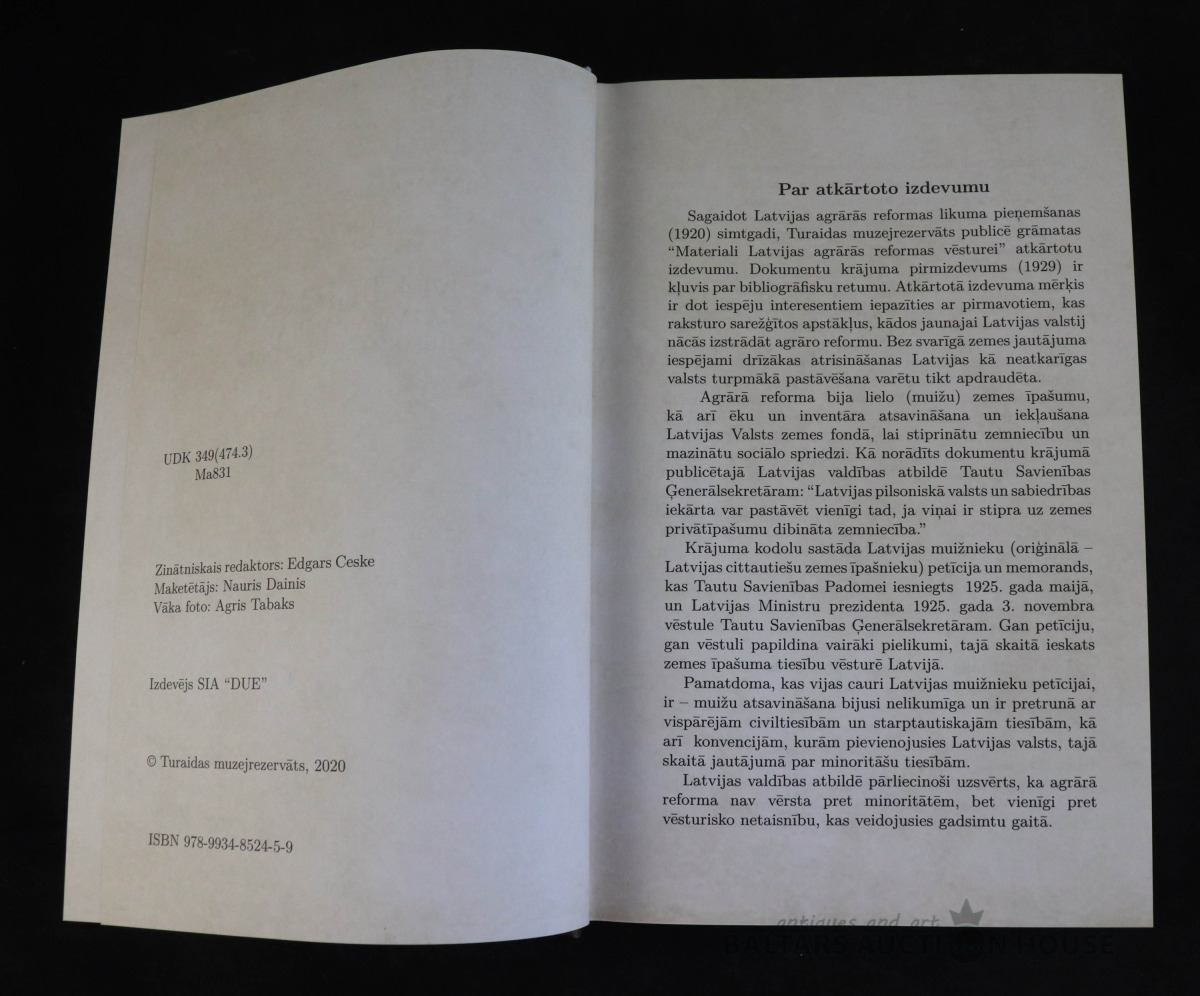 UDK 349(474.3)
Ma831
Zinātniskais redaktors: Edgars Ceske
Maketētājs: Nauris Dainis
Vāka foto: Agris Tabaks
Izdevējs SIA “DUE”
© Turaidas muzejrezervāts, 2020
ISBN 978-9934-8524-5-9
Par atkārtoto izdevumu
Sagaidot Latvijas agrārās reformas likuma pieņemšanas
(1920) simtgadi, Turaidas muzejrezervāts publicē grāmatas
“Materiali Latvijas agrārās reformas vēsturei” atkārtotu
izdevumu. Dokumentu krājuma pirmizdevums (1929) ir
kļuvis par bibliogrāfisku retumu. Atkārtotā izdevuma mērķis
ir dot iespēju interesentiem iepazīties ar pirmavotiem, kas
raksturo sarežģītos apstākļus, kādos jaunajai Latvijas valstij
nācās izstrādāt agrāro reformu. Bez svarīgā zemes jautājuma
iespējami drīzākas atrisināšanas Latvijas kā neatkarīgas
valsts turpmākā pastāvēšana varētu tikt apdraudēta.
Agrārā reforma bija lielo (muižu) zemes īpašumu,
kā arī ēku un inventāra atsavināšana un iekļaušana
Latvijas Valsts zemes fondā, lai stiprinātu zemniecību un
mazinātu sociālo spriedzi. Kā norādīts dokumentu krājumā
publicētajā Latvijas valdības atbildē Tautu Savienības
Ģenerālsekretāram: “Latvijas pilsoniskā valsts un sabiedrības
iekārta var pastāvēt vienīgi tad, ja viņai ir stipra uz zemes
privātīpašumu dibināta zemniecība.”
Krājuma kodolu sastāda Latvijas muižnieku (oriģinālā –
Latvijas cittautiešu zemes īpašnieku) petīcija un memorands,
kas Tautu Savienības Padomei iesniegts 1925. gada maijā,
un Latvijas Ministru prezidenta 1925. gada 3. novembra
vēstule Tautu Savienības Ģenerālsekretāram. Gan petīciju,
gan vēstuli papildina vairāki pielikumi, tajā skaitā ieskats
zemes īpašuma tiesību vēsturē Latvijā.
Pamatdoma, kas vijas cauri Latvijas muižnieku petīcijai,
ir – muižu atsavināšana bijusi nelikumīga un ir pretrunā ar
vispārējām civiltiesībām un starptautiskajām tiesībām, kā
arī konvencijām, kurām pievienojusies Latvijas valsts, tajā
skaitā jautājumā par minoritāšu tiesībām.
Latvijas valdības atbildē pārliecinoši uzsvērts, ka agrārā
reforma nav vērsta pret minoritātēm, bet vienīgi pret
vēsturisko netaisnību, kas veidojusies gadsimtu gaitā.
antiques and art
BALTARS AUCTION HOUSE